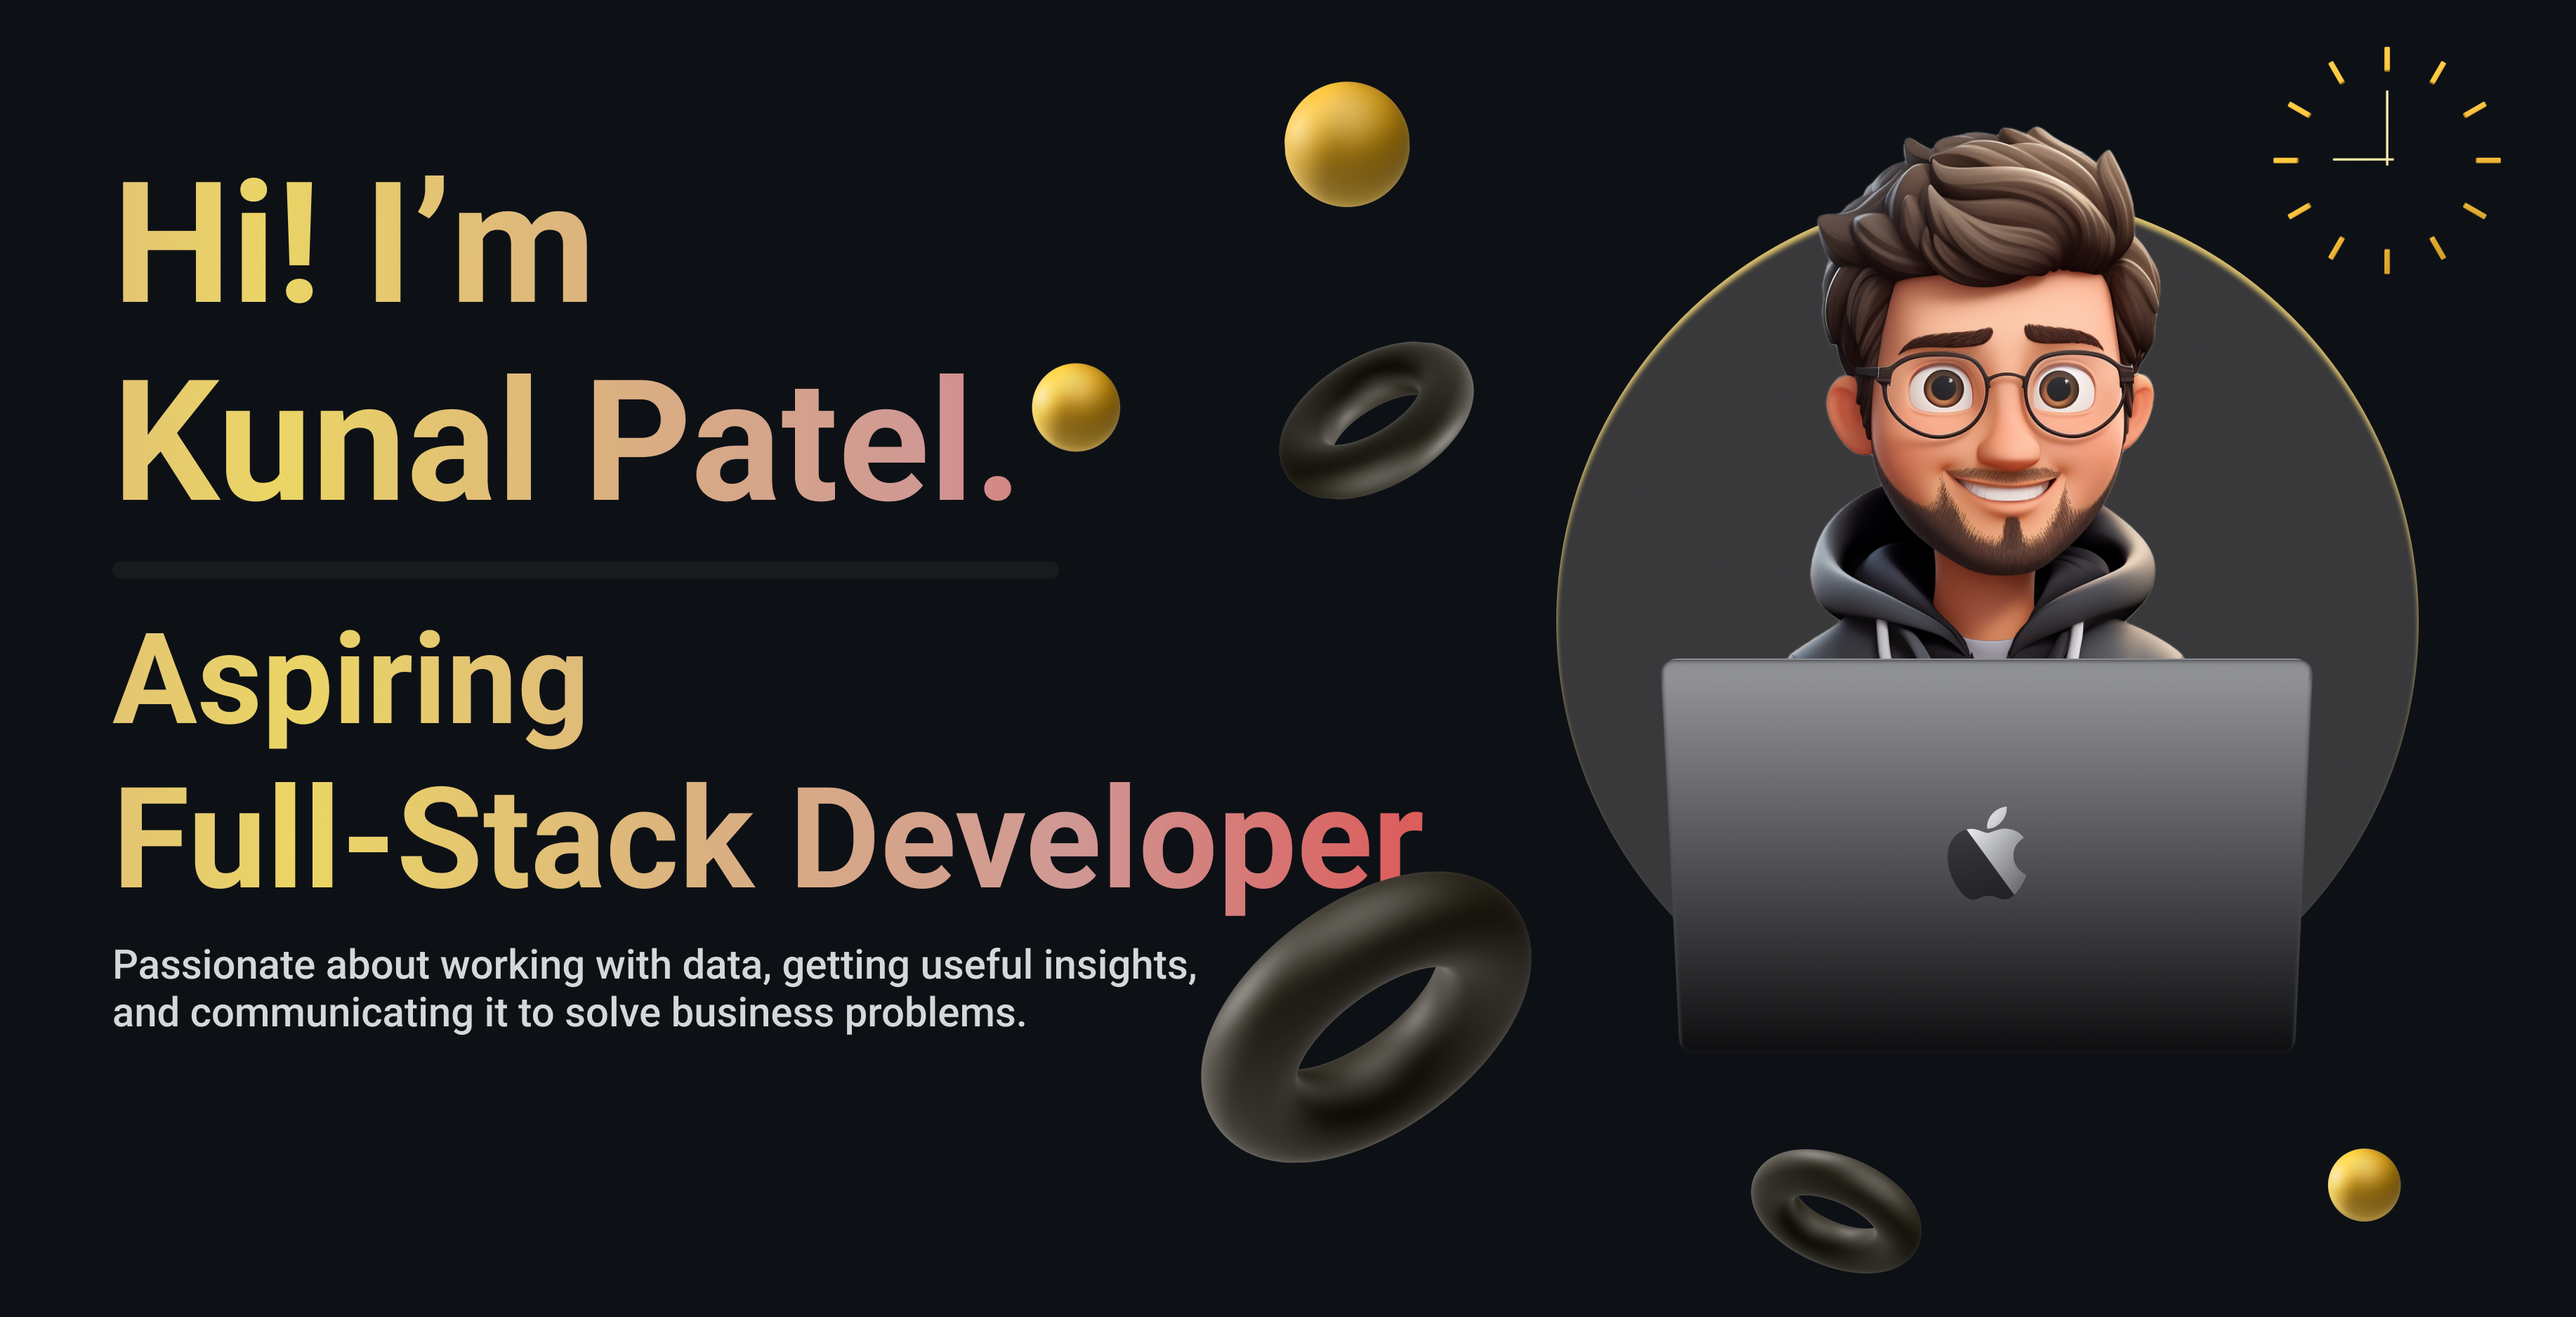 Hi! I’m
Kunal Patel.
Aspiring
Full-Stack Developer
Passionate about working with data, getting useful insights,
and communicating it to solve business problems.